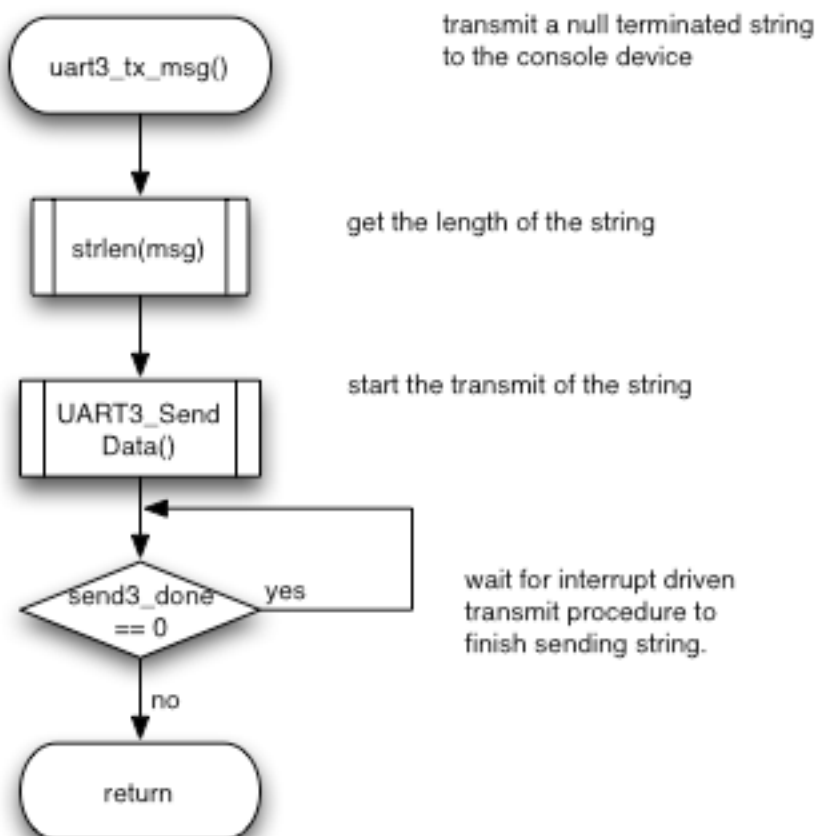 transmit a null terminated string
to the console device
uart3_tx_msg()
get the length of the string
strlen(msg)
start the transmit of the string
UART3_Send
Data()
send3_done
== 0
yes
wait for interrupt driven
transmit procedure to
finish sending string.
no
return